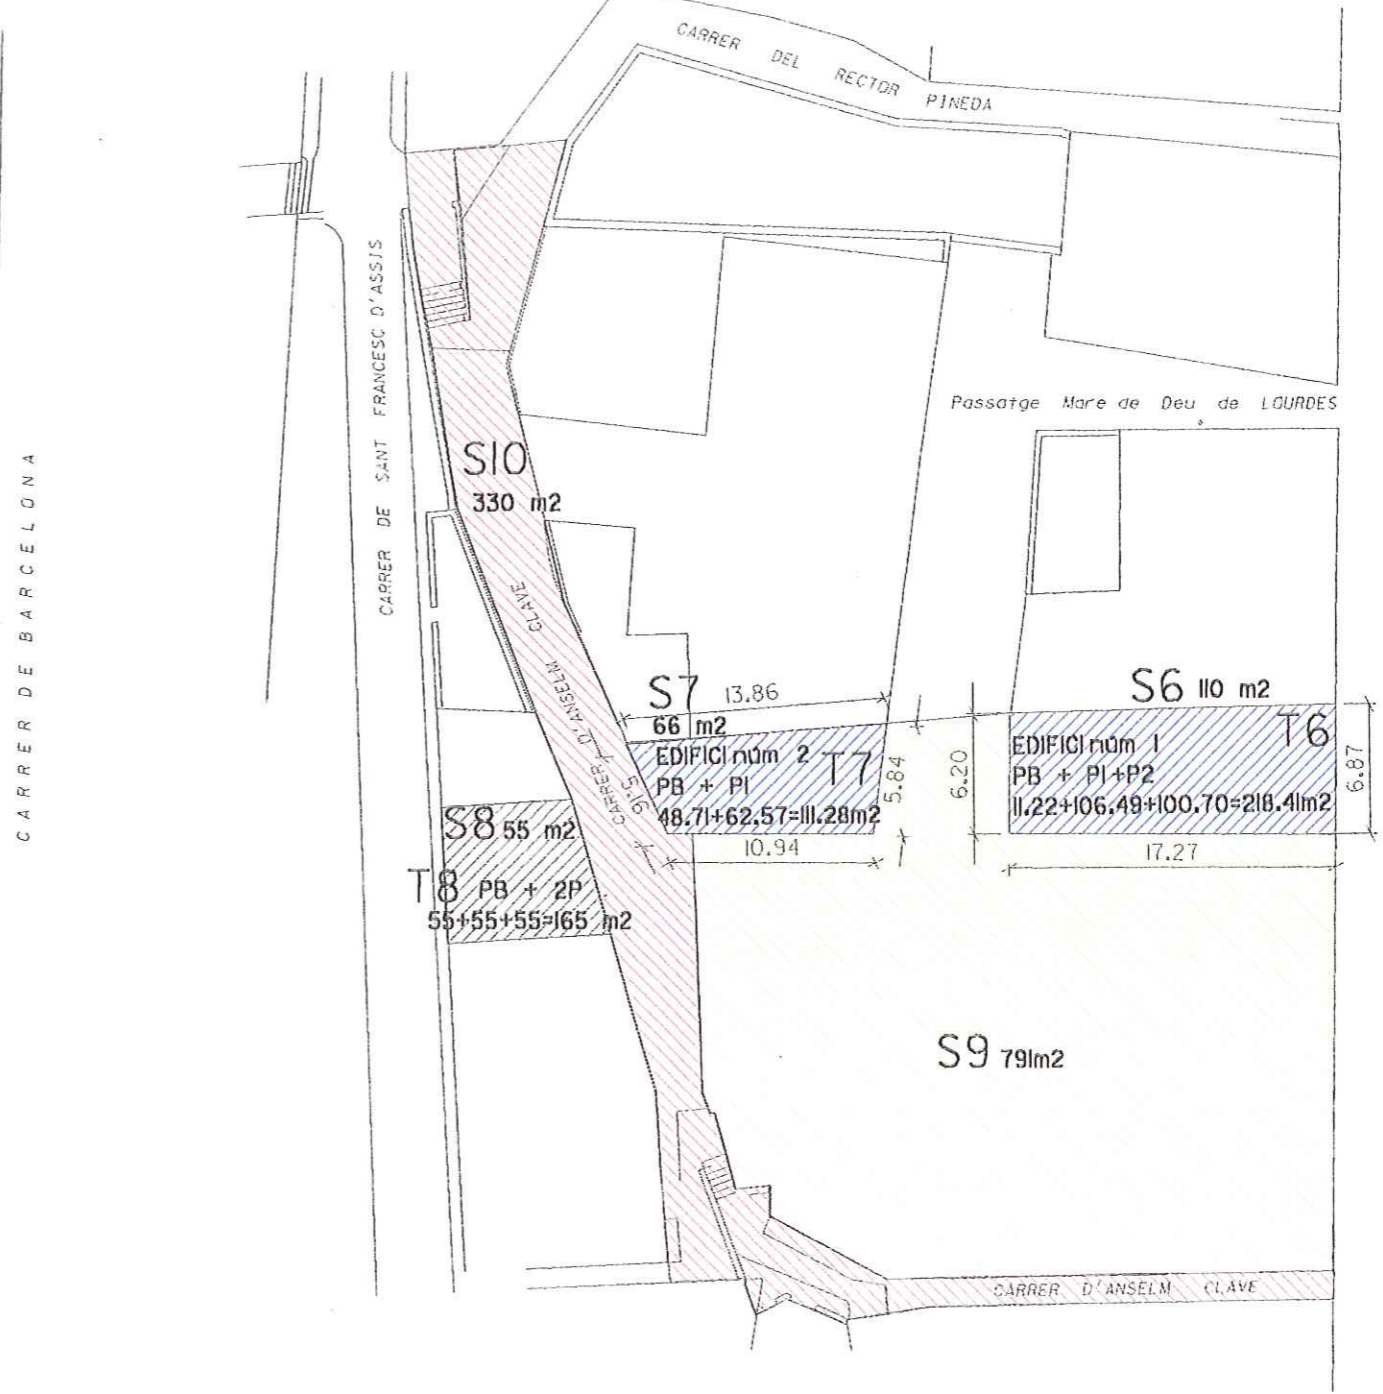 CARRER DEL RECTOR PINEDA
CARRER DE SANT FRANCESC D'ASSIS
CARRER DE BARCELONA
Passatge Mare de Deu de LOURDES
S10
330 m2
CARRER D'ANSELM CLAVE
S7
66 m2
13.86
EDIFICI núm 2
T7
PB + P1
48.71+62.57=111.28m2
5.16
5.84
10.94
S6 110 m2
T6
EDIFICI núm 1
PB + P1+P2
11.22+106.49+100.70=218.41m2
6.20
6.87
17.27
S8 55 m2
T8 PB + 2P
55+55+55=165 m2
S9 791m2
CARRER D'ANSELM CLAVE